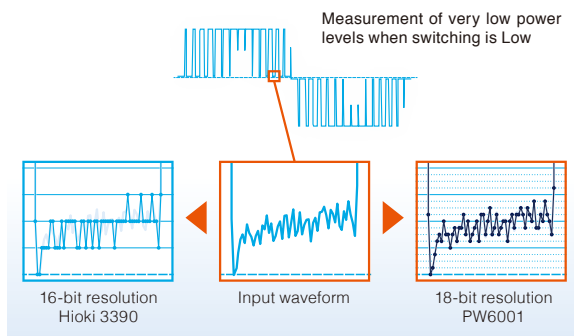 Measurement of very low power
levels when switching is Low
16-bit resolution
Hioki 3390
Input waveform
18-bit resolution
PW6001